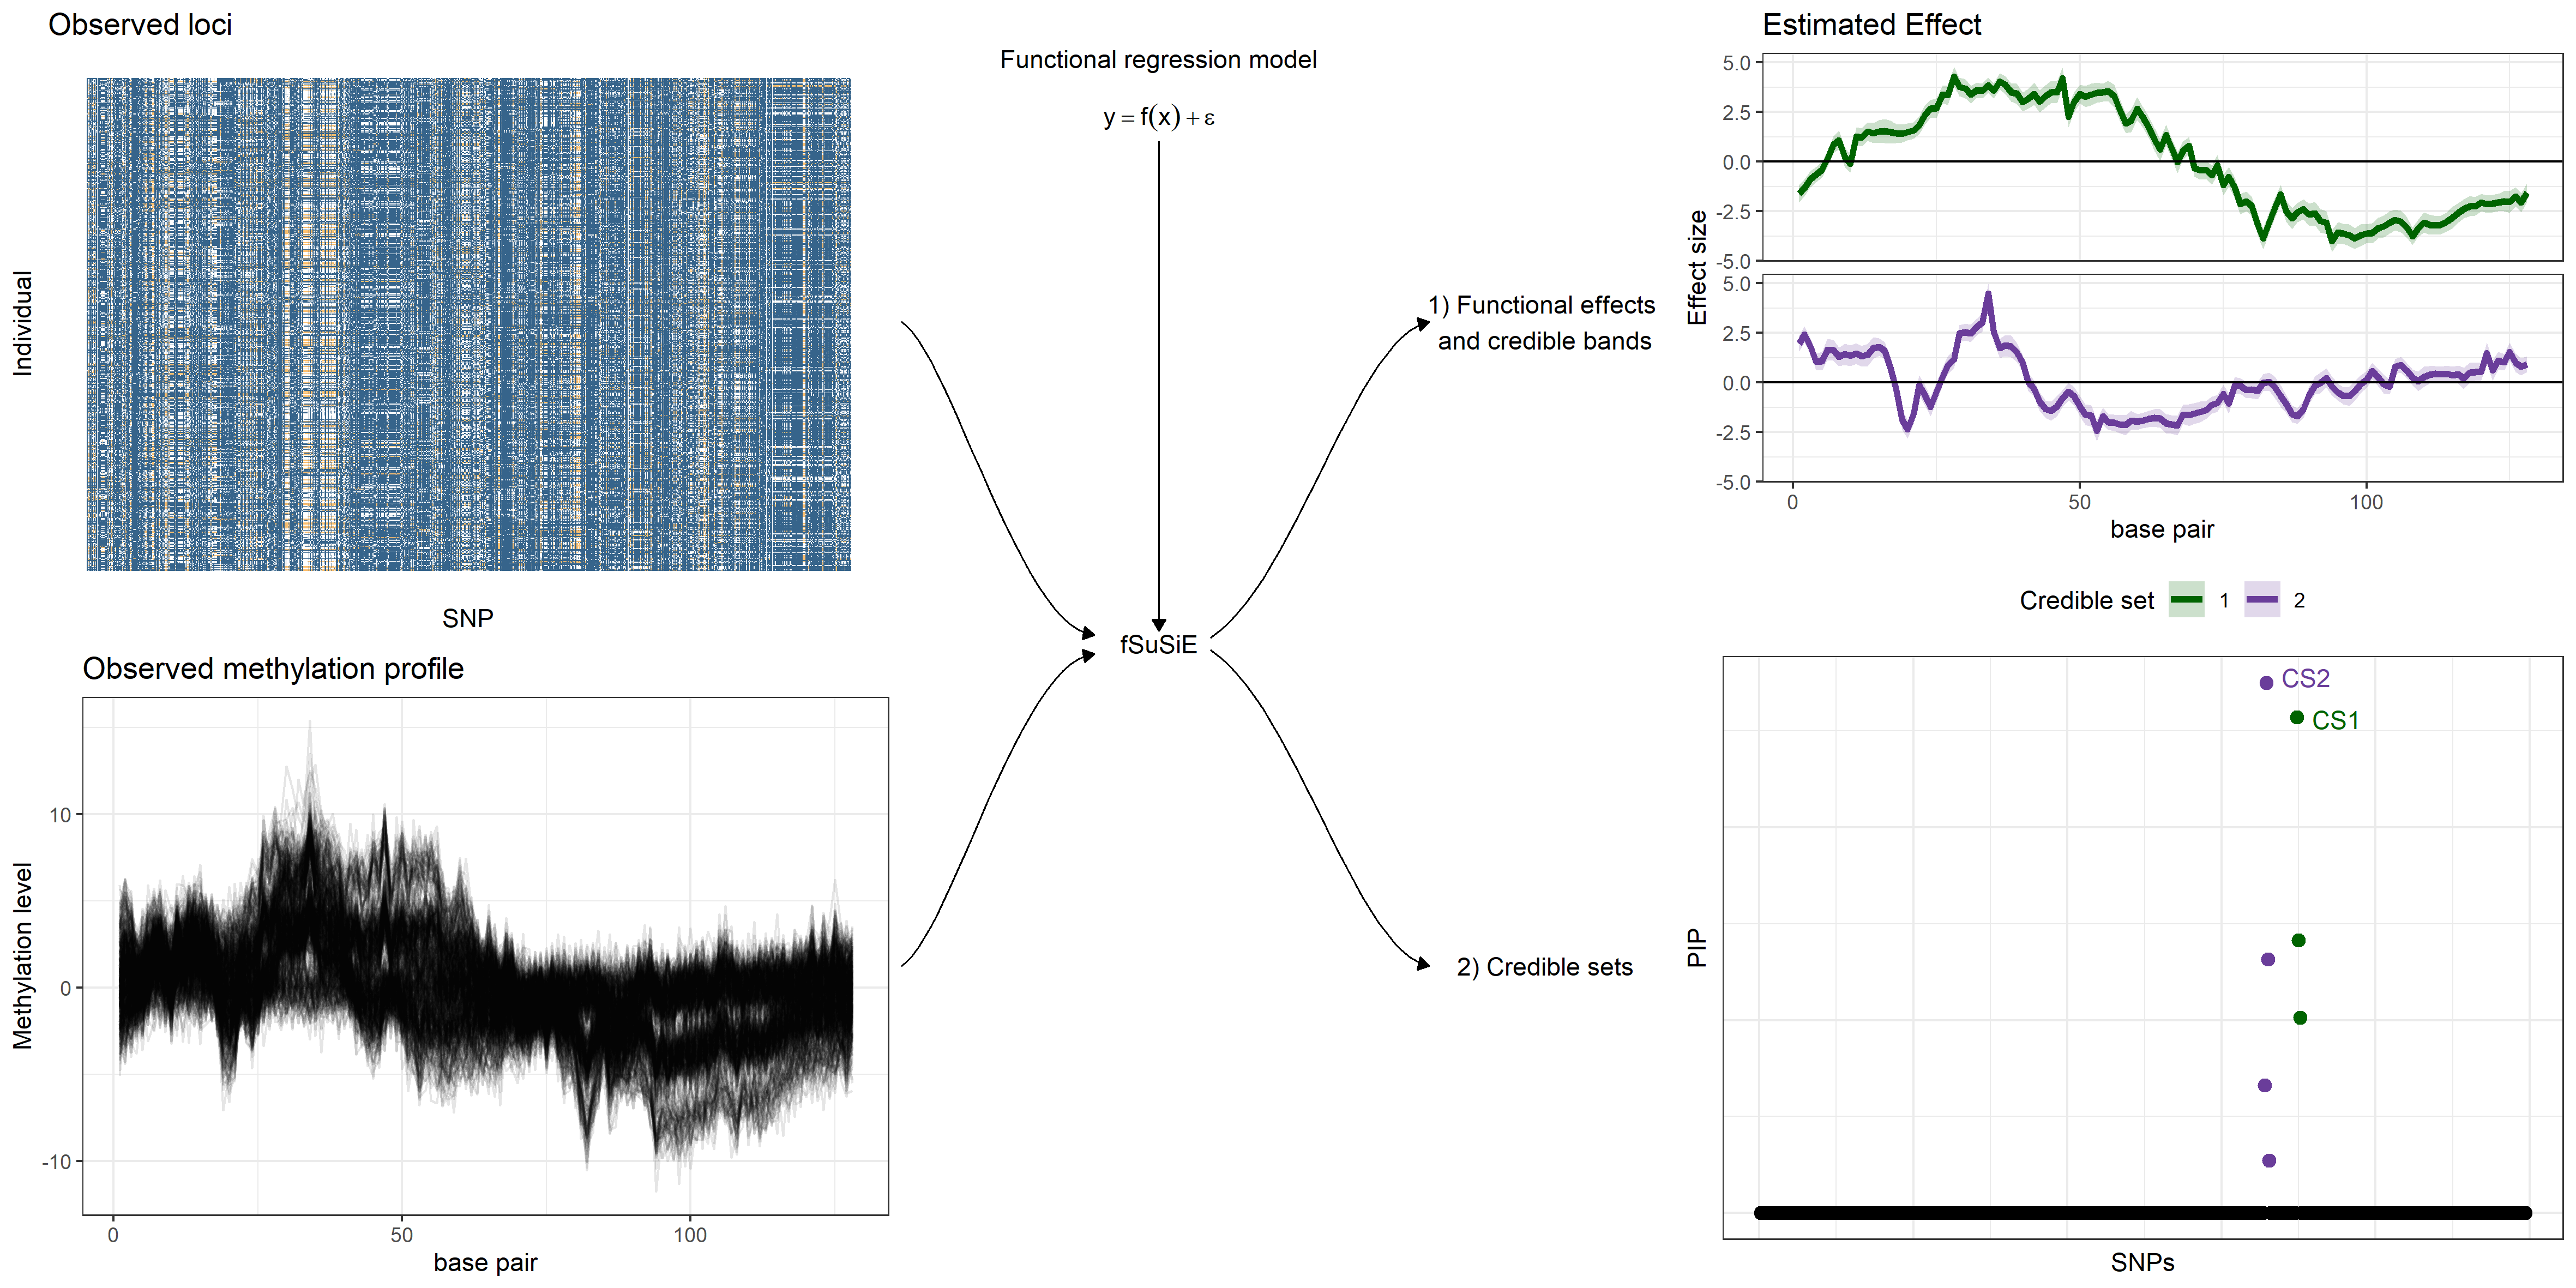 Observed loci
Individual
SNP
Observed methylation profile
Methylation level
10
0
-10
0
50
100
base pair
Functional regression model
y = f(x) + ε
fSuSiE
1) Functional effects
and credible bands
2) Credible sets
Estimated Effect
Effect size
5.0
2.5
0.0
-2.5
-5.0
5.0
2.5
0.0
-2.5
-5.0
0
50
100
base pair
Credible set 1 2
CS2
CS1
PIP
SNPs